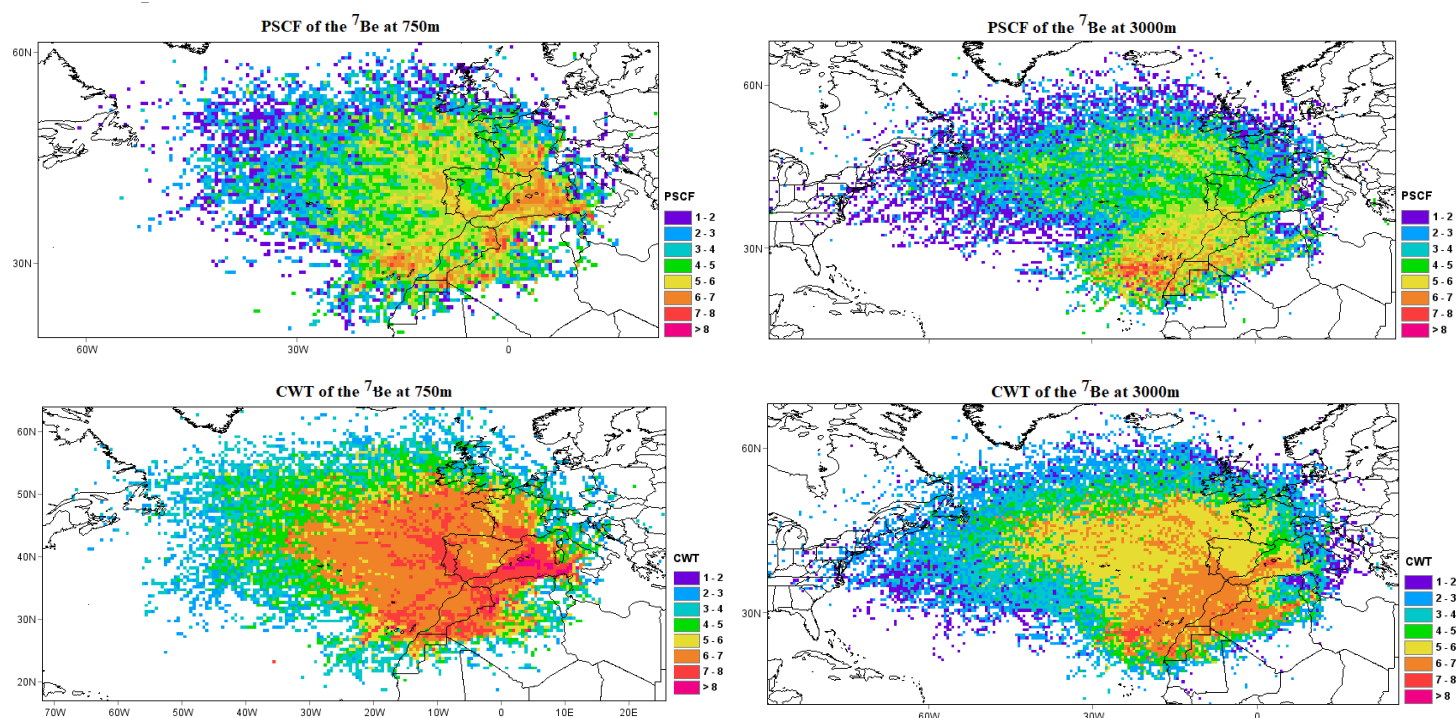 PSCF of the 7Be at 750m
60N
30N
60W
30W
0
PSCF
1 - 2
2 - 3
3 - 4
4 - 5
5 - 6
6 - 7
7 - 8
> 8
PSCF of the 7Be at 3000m
60N
30N
PSCF
1 - 2
2 - 3
3 - 4
4 - 5
5 - 6
6 - 7
7 - 8
> 8
CWT of the 7Be at 750m
60N
50N
40N
30N
20N
70W
60W
50W
40W
30W
20W
10W
0
10E
20E
CWT
1 - 2
2 - 3
3 - 4
4 - 5
5 - 6
6 - 7
7 - 8
> 8
CWT of the 7Be at 3000m
60N
30N
60W
0
CWT
1 - 2
2 - 3
3 - 4
4 - 5
5 - 6
6 - 7
7 - 8
> 8